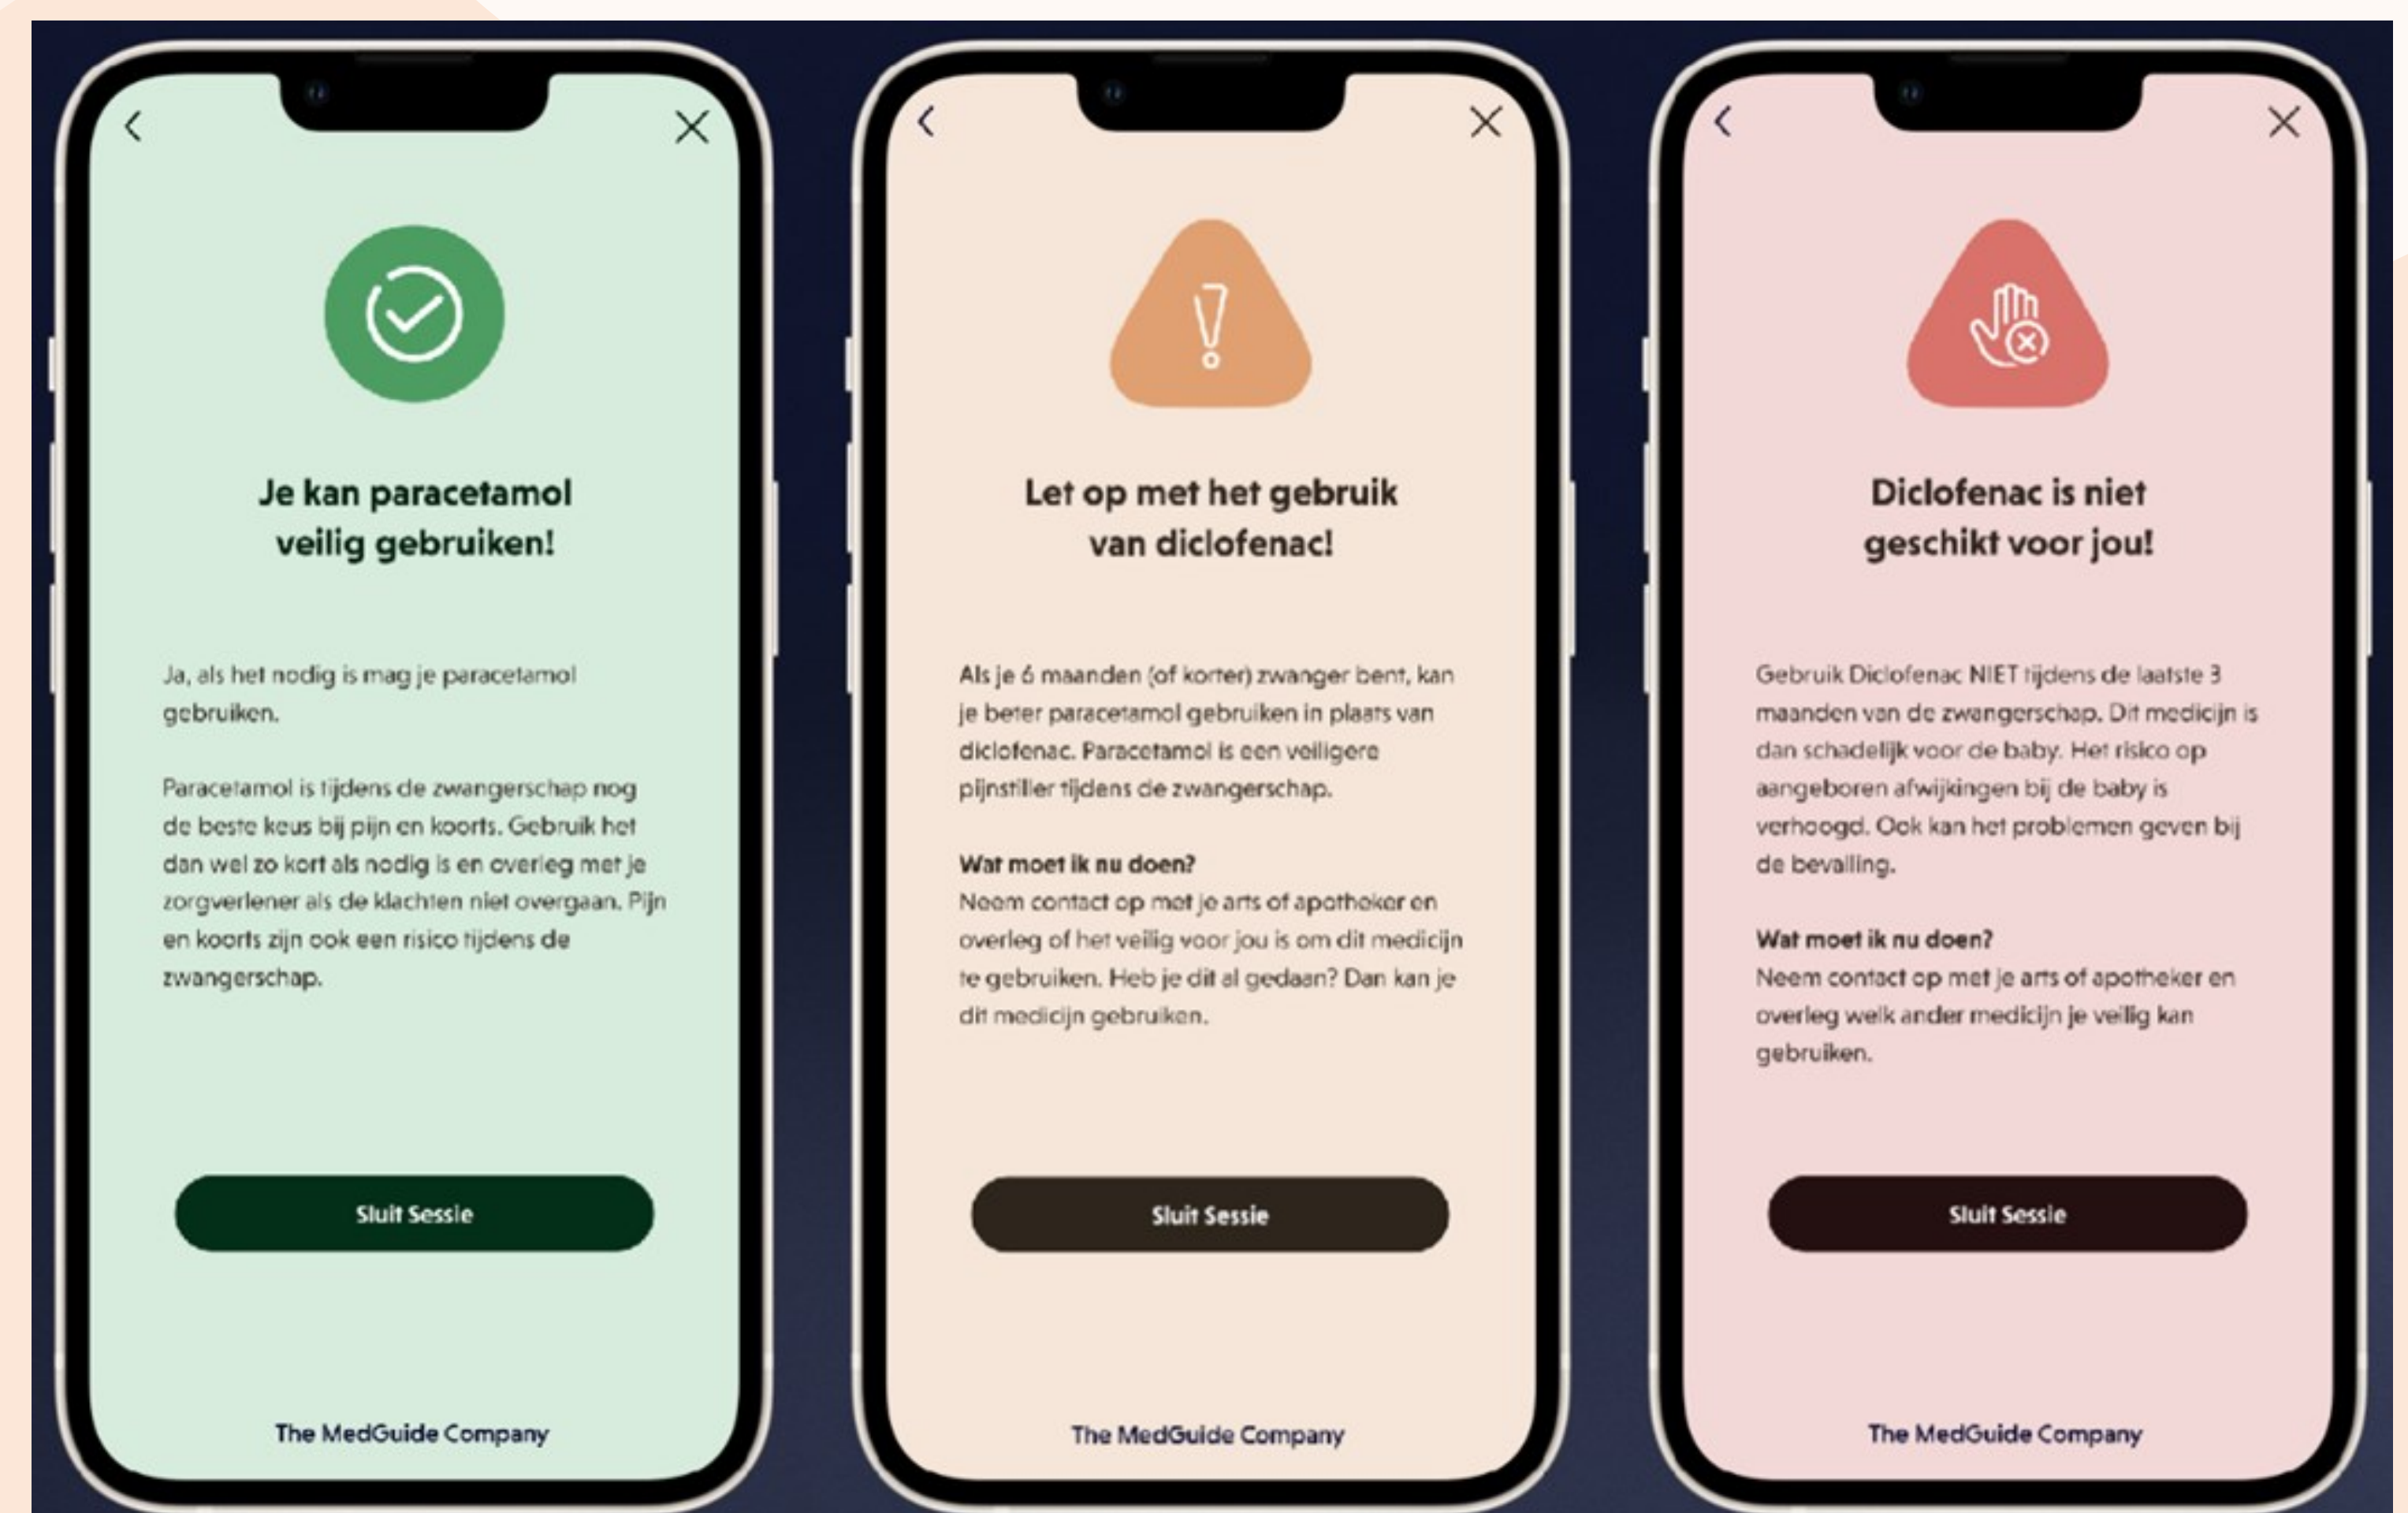 Je kan paracetamol
veilig gebruiken!
Ja, als het nodig is mag je paracetamol
gebruiken.
Paracetamol is tijdens de zwangerschap nog
de beste keus bij pijn en koorts. Gebruik het
dan wel zo kort als nodig is en overleg met je
zorgverlener als de klachten niet overgaan. Pijn
en koorts zijn ook een risico tijdens de
zwangerschap.
Sluit Sessie
The MedGuide Company
Let op met het gebruik
van diclofenac!
Als je 6 maanden (of korter) zwanger bent, kan
je beter paracetamol gebruiken in plaats van
diclofenac. Paracetamol is een veiligere
pijnstiller tijdens de zwangerschap.
Wat moet ik nu doen?
Neem contact op met je arts of apotheker en
overleg of het veilig voor jou is om dit medicijn
te gebruiken. Heb je dit al gedaan? Dan kan je
dit medicijn gebruiken.
Sluit Sessie
The MedGuide Company
Diclofenac is niet
geschikt voor jou!
Gebruik Diclofenac NIET tijdens de laatste 3
maanden van de zwangerschap. Dit medicijn is
dan schadelijk voor de baby. Het risico op
aangeboren afwijkingen bij de baby is
verhoogd. Ook kan het problemen geven bij
de bevalling.
Wat moet ik nu doen?
Neem contact op met je arts of apotheker en
overleg welk ander medicijn je veilig kan
gebruiken.
Sluit Sessie
The MedGuide Company